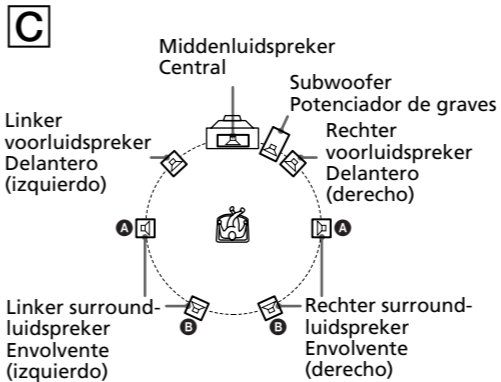 C
Middenluidspreker
Central
Subwoofer
Potenciador de graves
Linker
voorluidspreker
Delantero
(izquierdo)
Rechter
voorluidspreker
Delantero
(derecho)
A
A
Linker surround-
luidspreker
Envolvente
(izquierdo)
B
B
Rechter surround-
luidspreker
Envolvente
(derecho)